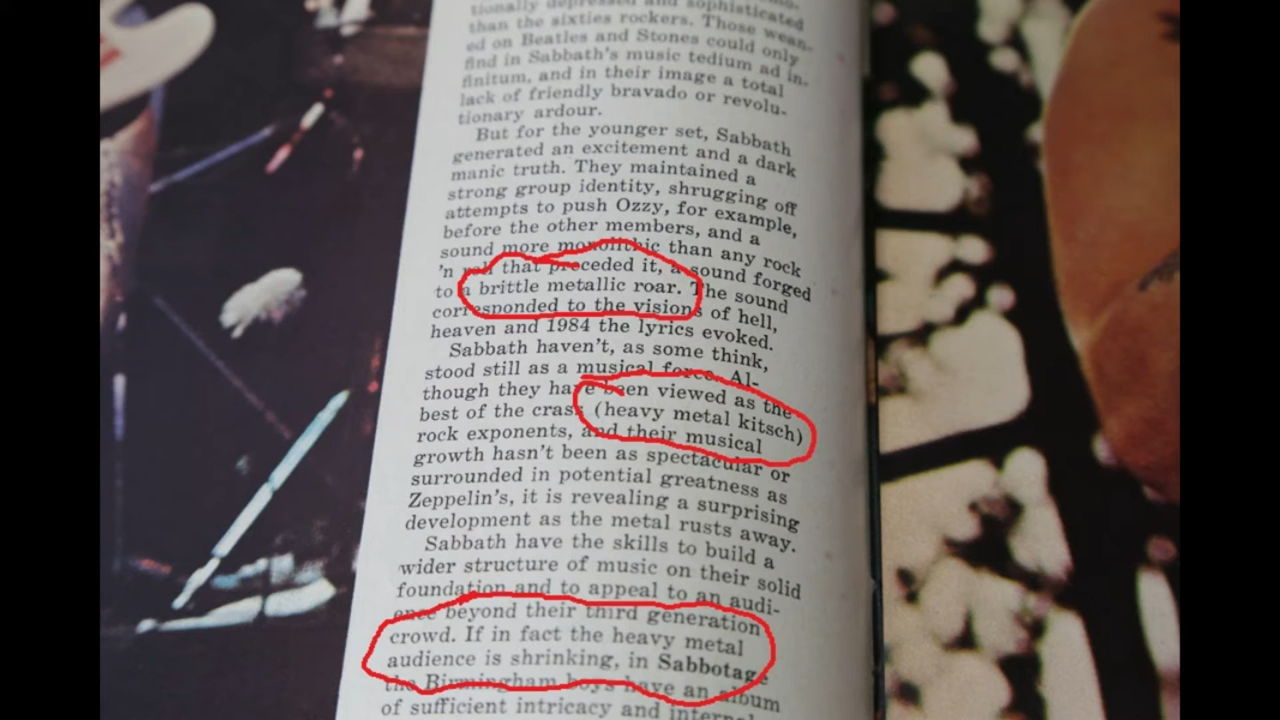 tionally depressed and sophisticated
than the sixties rockers. Those wean-
ed on Beatles and Stones could only
find in Sabbath's music tedium ad in-
finitum, and in their image a total
lack of friendly bravado or revolu-
tionary ardour.
But for the younger set, Sabbath
generated an excitement and a dark
manic truth. They maintained a
strong group identity, shrugging off
attempts to push Ozzy, for example,
before the other members, and a
sound more monolithic than any rock
'n roll that preceded it, a sound forged
to a brittle metallic roar. The sound
corresponded to the visions of hell,
heaven and 1984 the lyrics evoked.
Sabbath haven't, as some think,
stood still as a musical force. Al-
though they have been viewed as the
best of the crass (heavy metal kitsch)
rock exponents, and their musical
growth hasn't been as spectacular or
surrounded in potential greatness as
Zeppelin's, it is revealing a surprising
development as the metal rusts away.
Sabbath have the skills to build a
wider structure of music on their solid
foundation and to appeal to an audi-
ence beyond their third generation
crowd. If in fact the heavy metal
audience is shrinking, in Sabbotage
the Birmingham boys have an album
of sufficient intricacy and